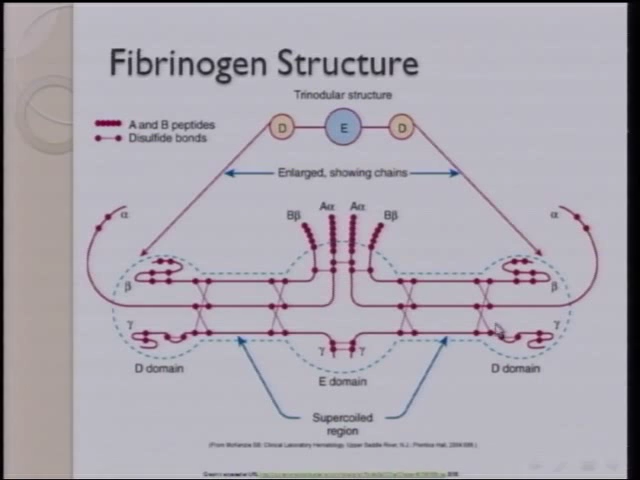 Fibrinogen Structure
Trinodular structure
A and B peptides
Disulfide bonds
D
E
D
Enlarged, showing chains
α
Bβ
Aα
Aα
Bβ
α
β
β
γ
γ
γ
γ
D domain
E domain
D domain
Supercoiled
region
(From McKenzie SB: Clinical Laboratory Hematology, Upper Saddle River, N.J.: Prentice Hall, 2004